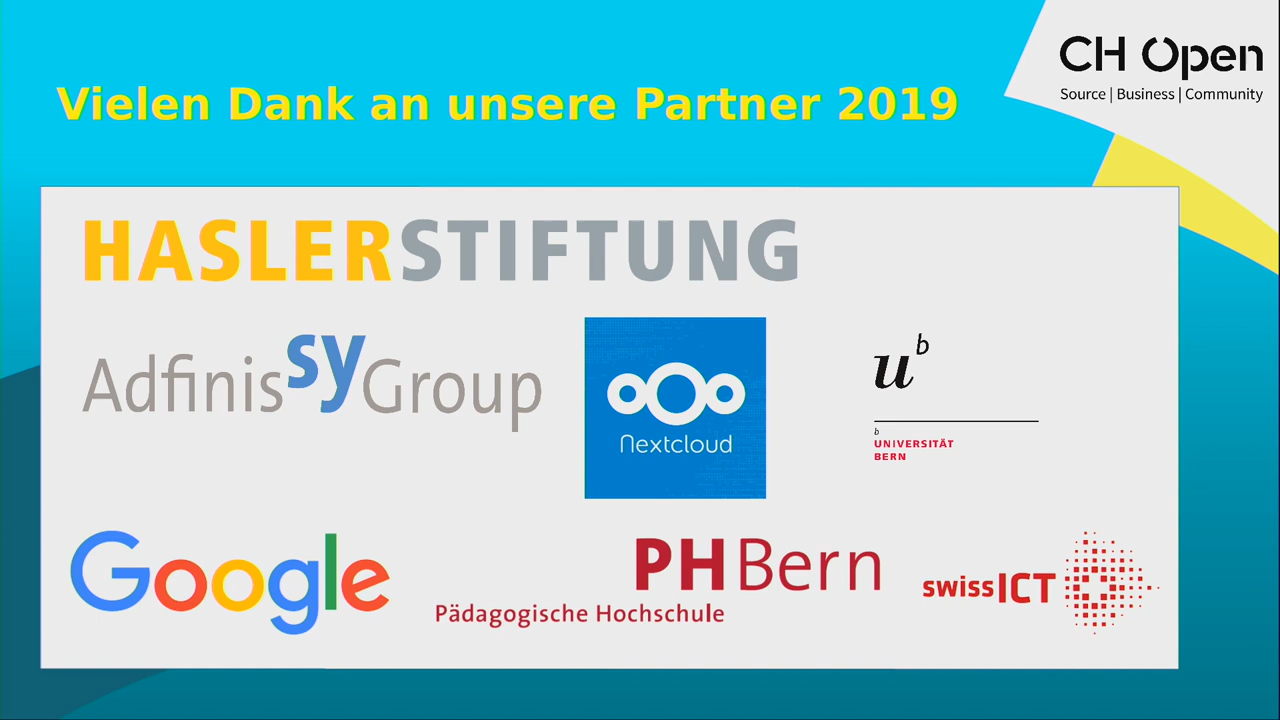 CH Open
Source | Business | Community
Vielen Dank an unsere Partner 2019
HASLERSTIFTUNG
AdfinissyGroup
Nextcloud
u b
b
UNIVERSITÄT
BERN
Google
PHBern
Pädagogische Hochschule
swissICT